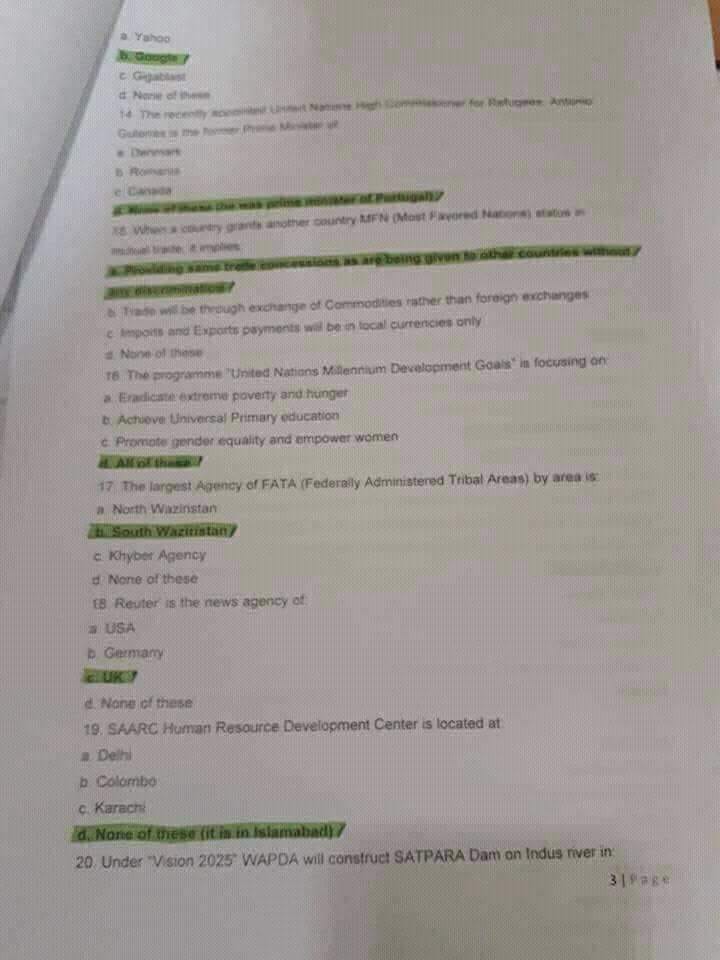 a. Yahoo
b. Google /
c. Gigablast
d. None of these
14. The recently appointed United Nations High Commissioner for Refugees, Antonio
Guterres is the former Prime Minister of:
a. Denmark
b. Romania
c. Canada
d. None of these (he was prime minister of Portugal) /
15. When a country grants another country MFN (Most Favored Nations) status in
mutual trade, it implies:
a. Providing same trade concessions as are being given to other countries without /
any discrimination /
b. Trade will be through exchange of Commodities rather than foreign exchanges
c. Imports and Exports payments will be in local currencies only
d. None of these
16. The programme "United Nations Millennium Development Goals" is focusing on:
a. Eradicate extreme poverty and hunger
b. Achieve Universal Primary education
c. Promote gender equality and empower women
d. All of these /
17. The largest Agency of FATA (Federally Administered Tribal Areas) by area is:
a. North Wazirstan
b. South Waziristan /
c. Khyber Agency
d. None of these
18. Reuter' is the news agency of:
a. USA
b. Germany
c. UK /
d. None of these
19. SAARC Human Resource Development Center is located at:
a. Delhi
b. Colombo
c. Karachi
d. None of these (it is in Islamabad) /
20. Under "Vision 2025" WAPDA will construct SATPARA Dam on Indus river in:
3 | Page